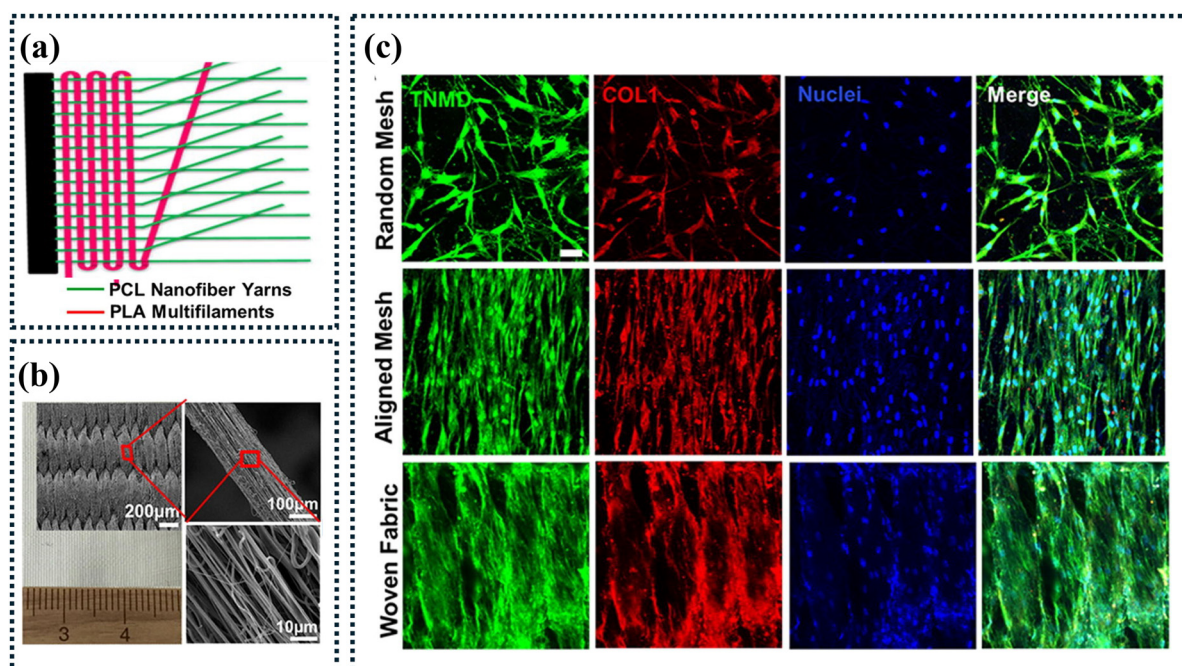 (a)
PCL Nanofiber Yarns
PLA Multifilaments
(b)
200μm
100μm
3 4
10μm
(c)
TNMD COL1 Nuclei Merge
Random Mesh
Aligned Mesh
Woven Fabric